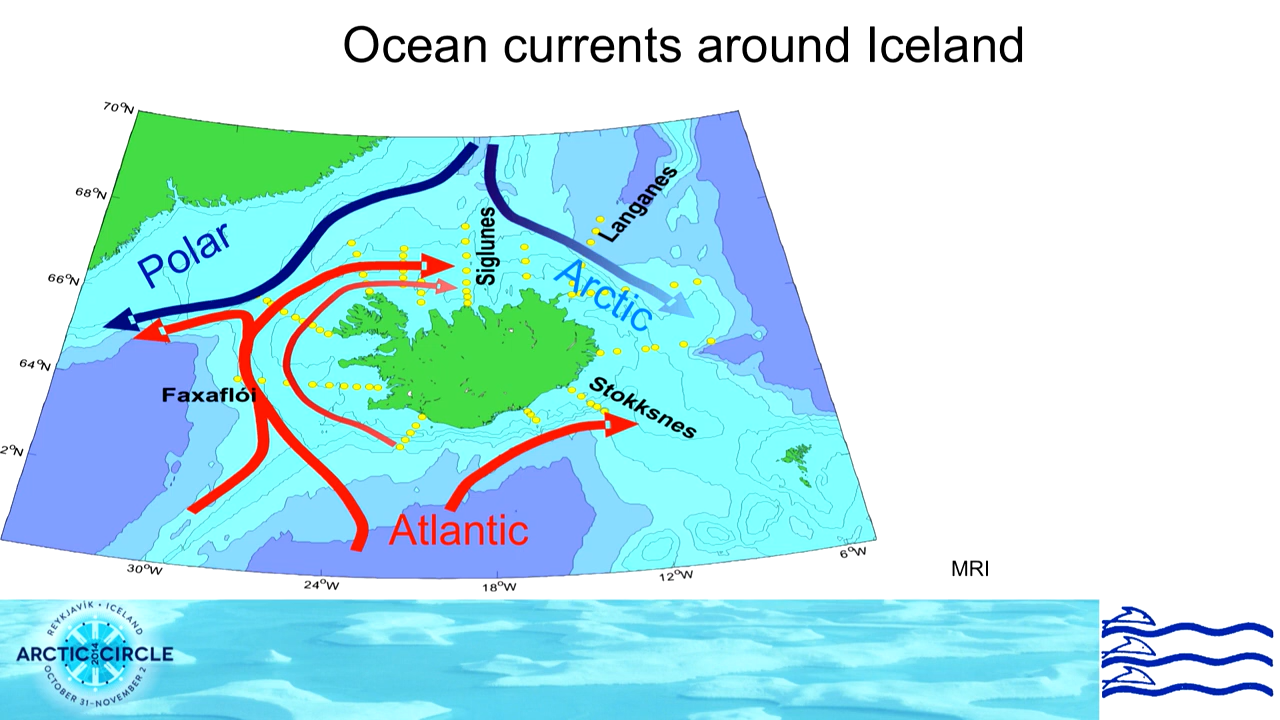 Ocean currents around Iceland
70°N
68°N
66°N
64°N
2°N
Polar
Siglunes
Langanes
Arctic
Faxaflói
Stokksnes
Atlantic
30°W
24°W
18°W
12°W
6°W
MRI
REYKJAVÍK • ICELAND
ARCTIC 2014 CIRCLE
OCTOBER 31-NOVEMBER 2